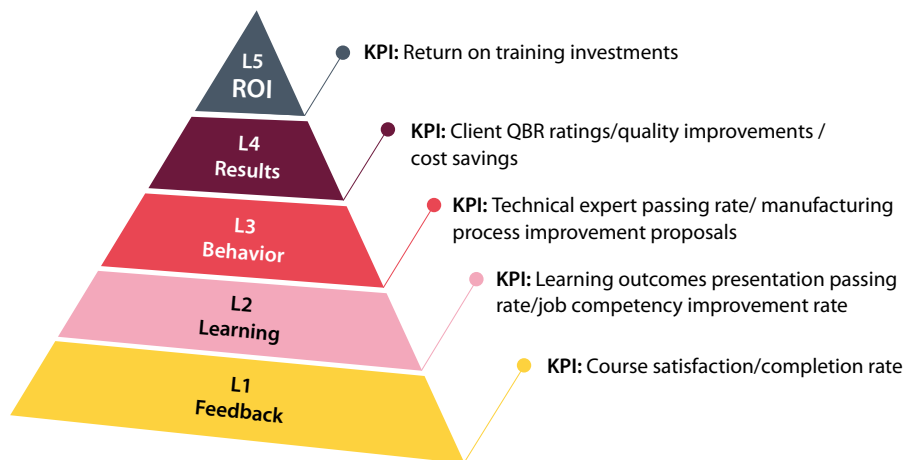 L5
ROI
KPI: Return on training investments
L4
Results
KPI: Client QBR ratings/quality improvements /
cost savings
L3
Behavior
KPI: Technical expert passing rate/ manufacturing
process improvement proposals
L2
Learning
KPI: Learning outcomes presentation passing
rate/job competency improvement rate
L1
Feedback
KPI: Course satisfaction/completion rate